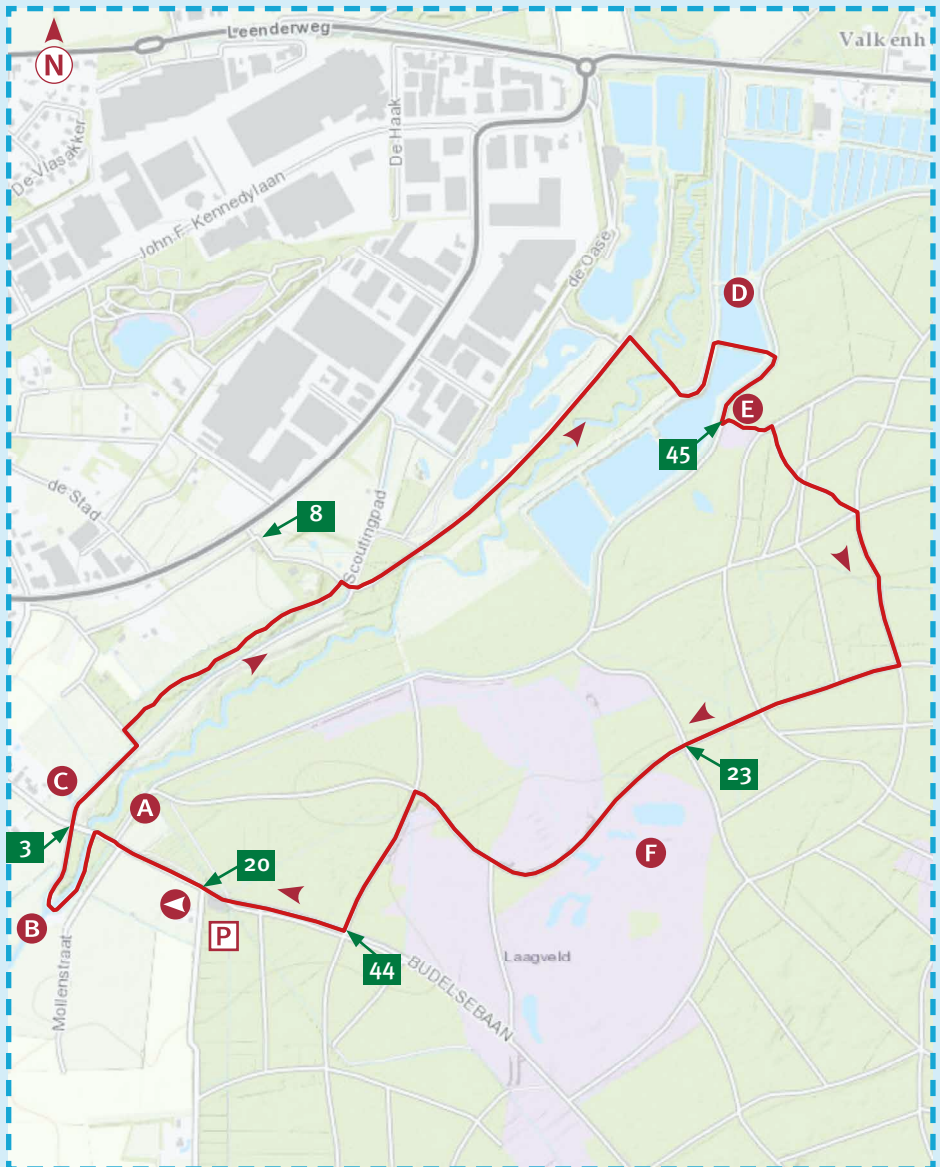 Leenderweg
Valkenh
N
De Vlasakker
De Haak
John F. Kennedylaan
de Oase
D
E
45
de Stad
8
Scoutingpad
C
A
23
3
20
F
B
P
44
Laagveld
BUDELSEBAAN
Mollenstraat